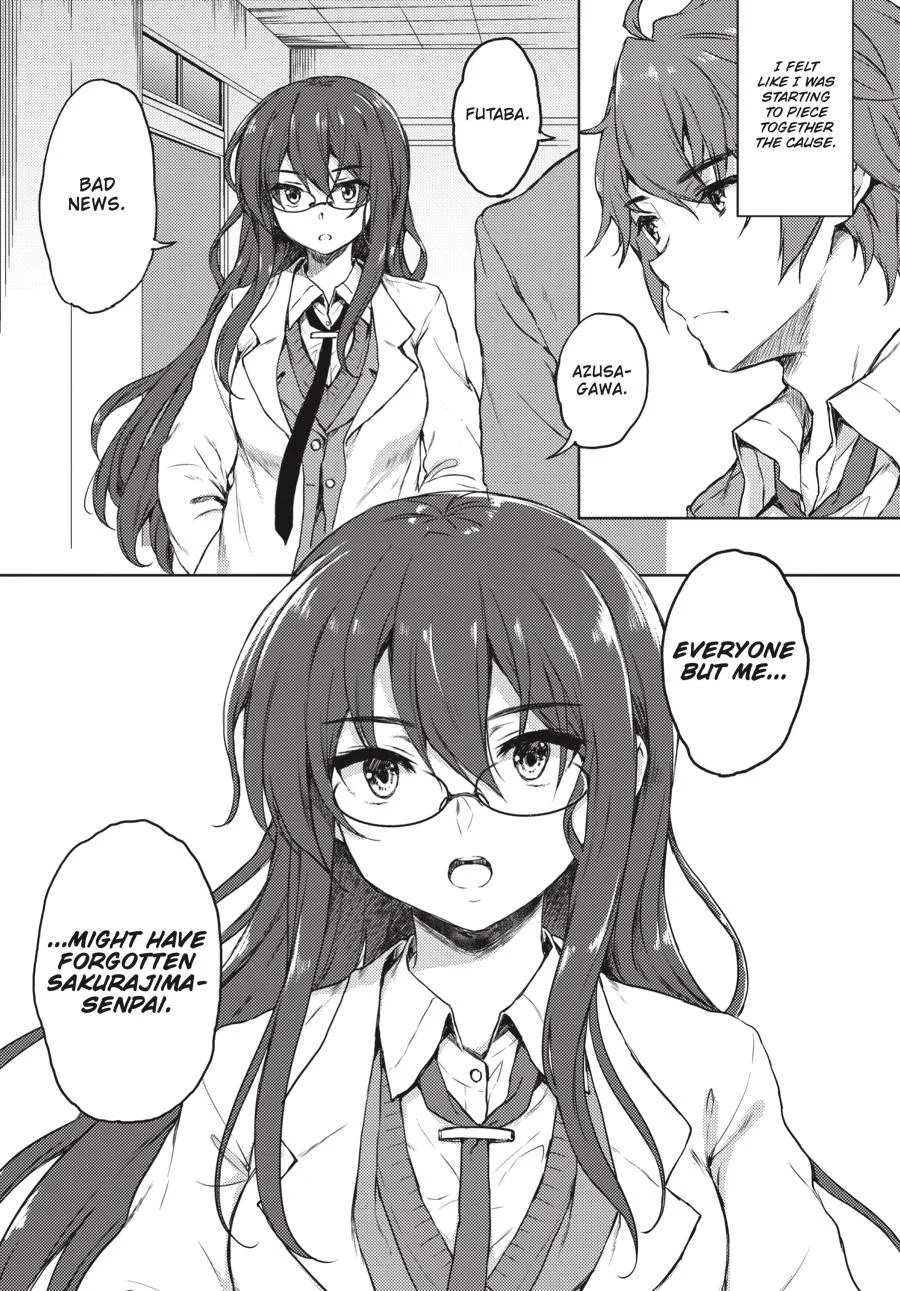 I FELT
LIKE I WAS
STARTING
TO PIECE
TOGETHER
THE CAUSE.
AZUSA-
GAWA.
FUTABA.
BAD
NEWS.
EVERYONE
BUT ME...
...MIGHT HAVE
FORGOTTEN
SAKURAJIMA-
SENPAI.